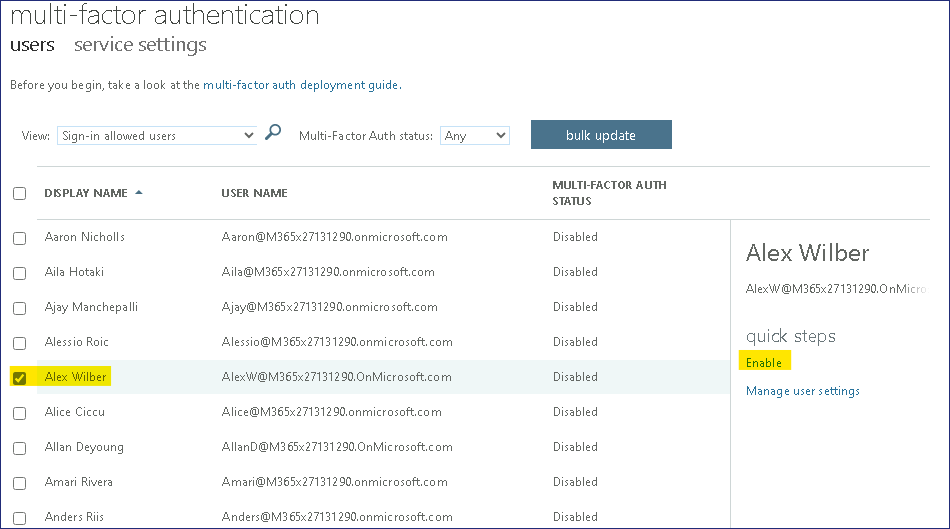 multi-factor authentication
users service settings
Before you begin, take a look at the multi-factor auth deployment guide.
View: Sign-in allowed users Multi-Factor Auth status: Any bulk update
DISPLAY NAME USER NAME MULTI-FACTOR AUTH STATUS
Aaron Nicholls Aaron@M365x27131290.onmicrosoft.com Disabled
Aila Hotaki Aila@M365x27131290.onmicrosoft.com Disabled
Ajay Manchepalli Ajay@M365x27131290.onmicrosoft.com Disabled
Alessio Roic Alessio@M365x27131290.onmicrosoft.com Disabled
Alex Wilber AlexW@M365x27131290.OnMicrosoft.com Disabled
Alice Ciccu Alice@M365x27131290.onmicrosoft.com Disabled
Allan Deyoung AllanD@M365x27131290.OnMicrosoft.com Disabled
Amari Rivera Amari@M365x27131290.onmicrosoft.com Disabled
Anders Riis Anders@M365x27131290.onmicrosoft.com Disabled
Alex Wilber
AlexW@M365x27131290.OnMicro
quick steps
Enable
Manage user settings